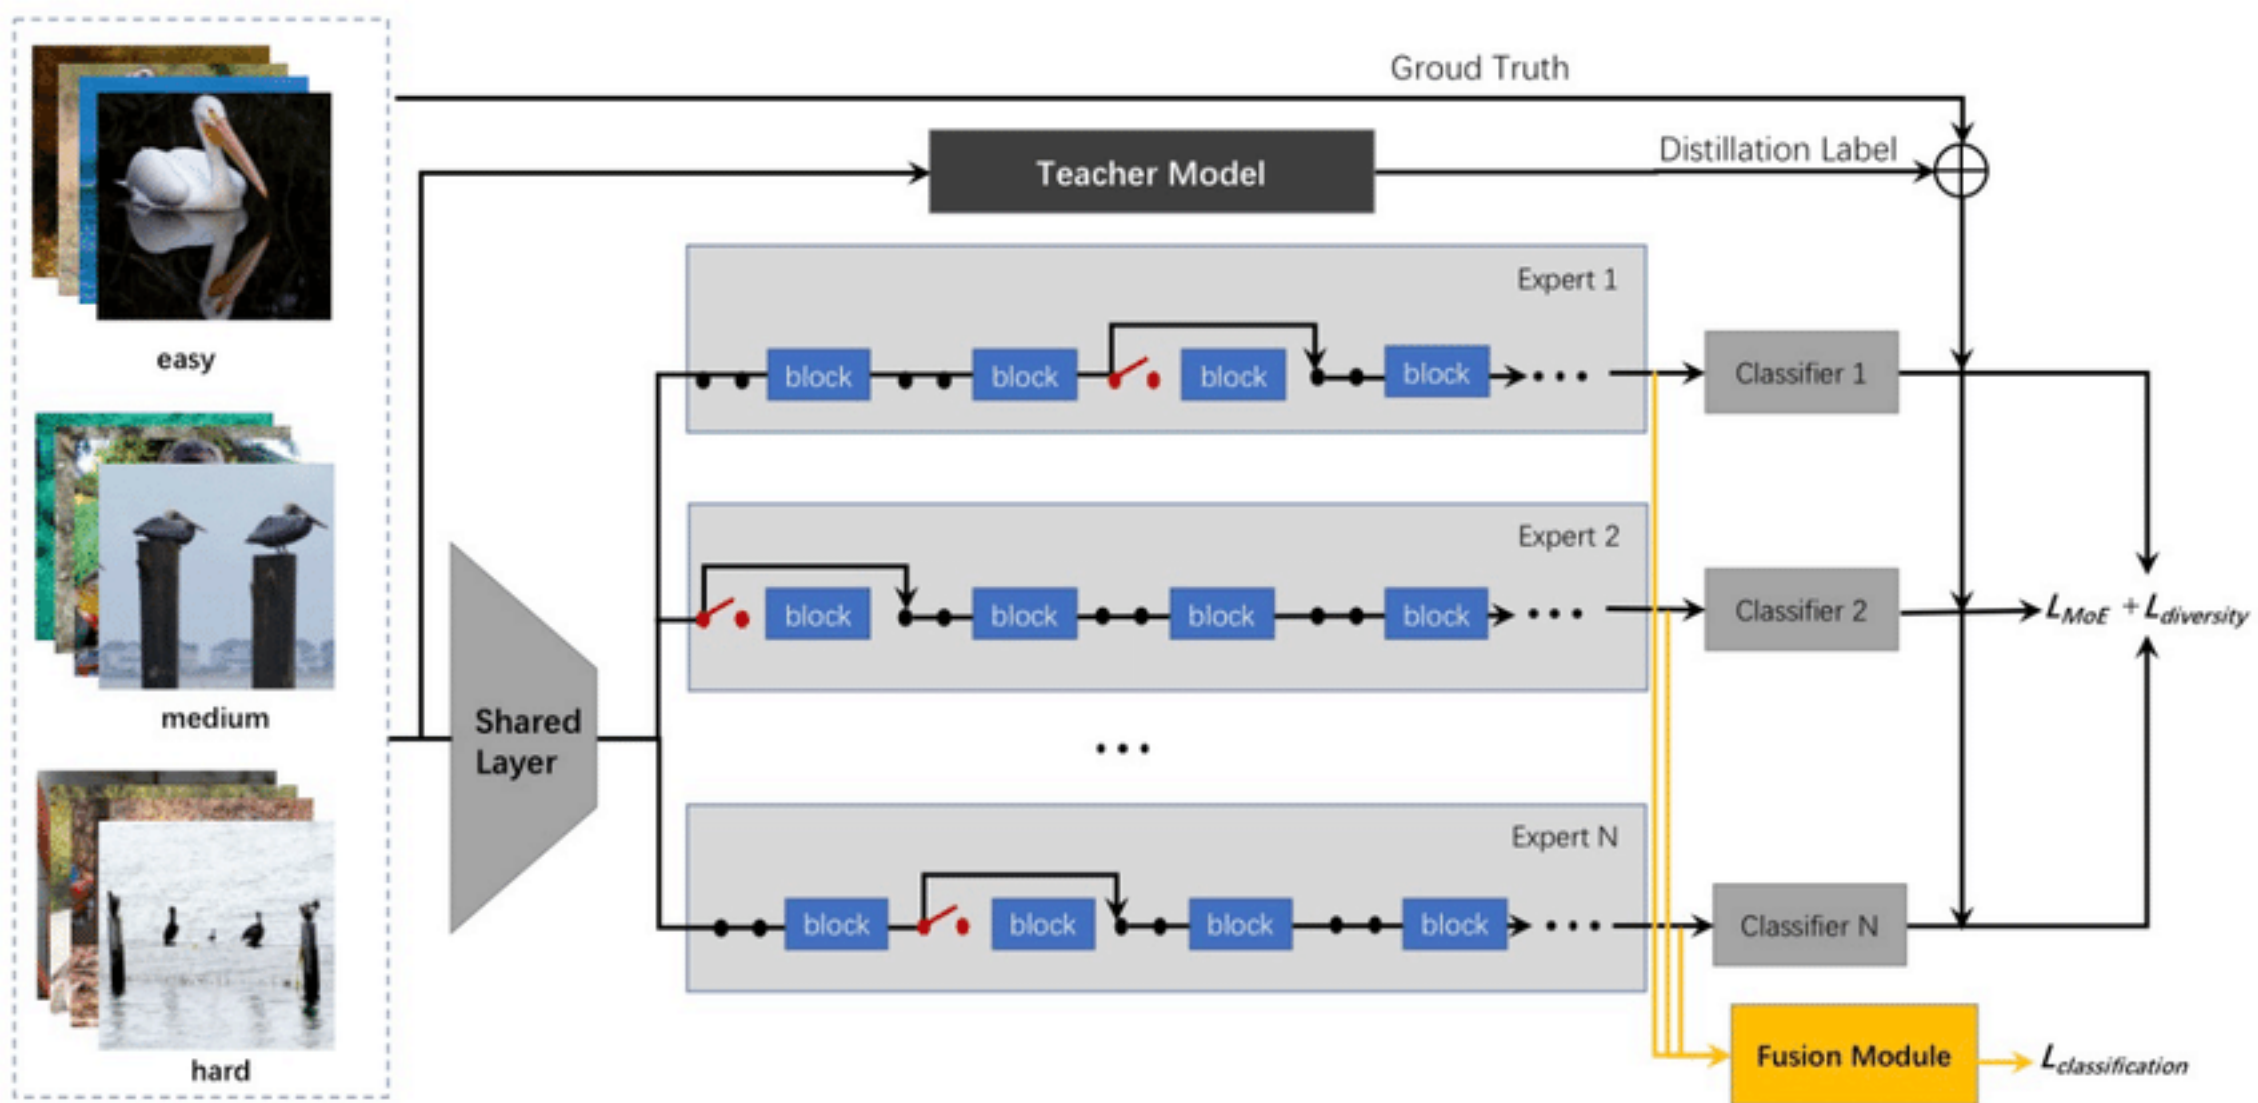 Groud Truth
Teacher Model
Distillation Label
easy
medium
hard
Shared
Layer
Expert 1
block block block block ...
Classifier 1
Expert 2
block block block block ...
Classifier 2
L_MoE + L_diversity
...
Expert N
block block block block ...
Classifier N
Fusion Module
L_classification